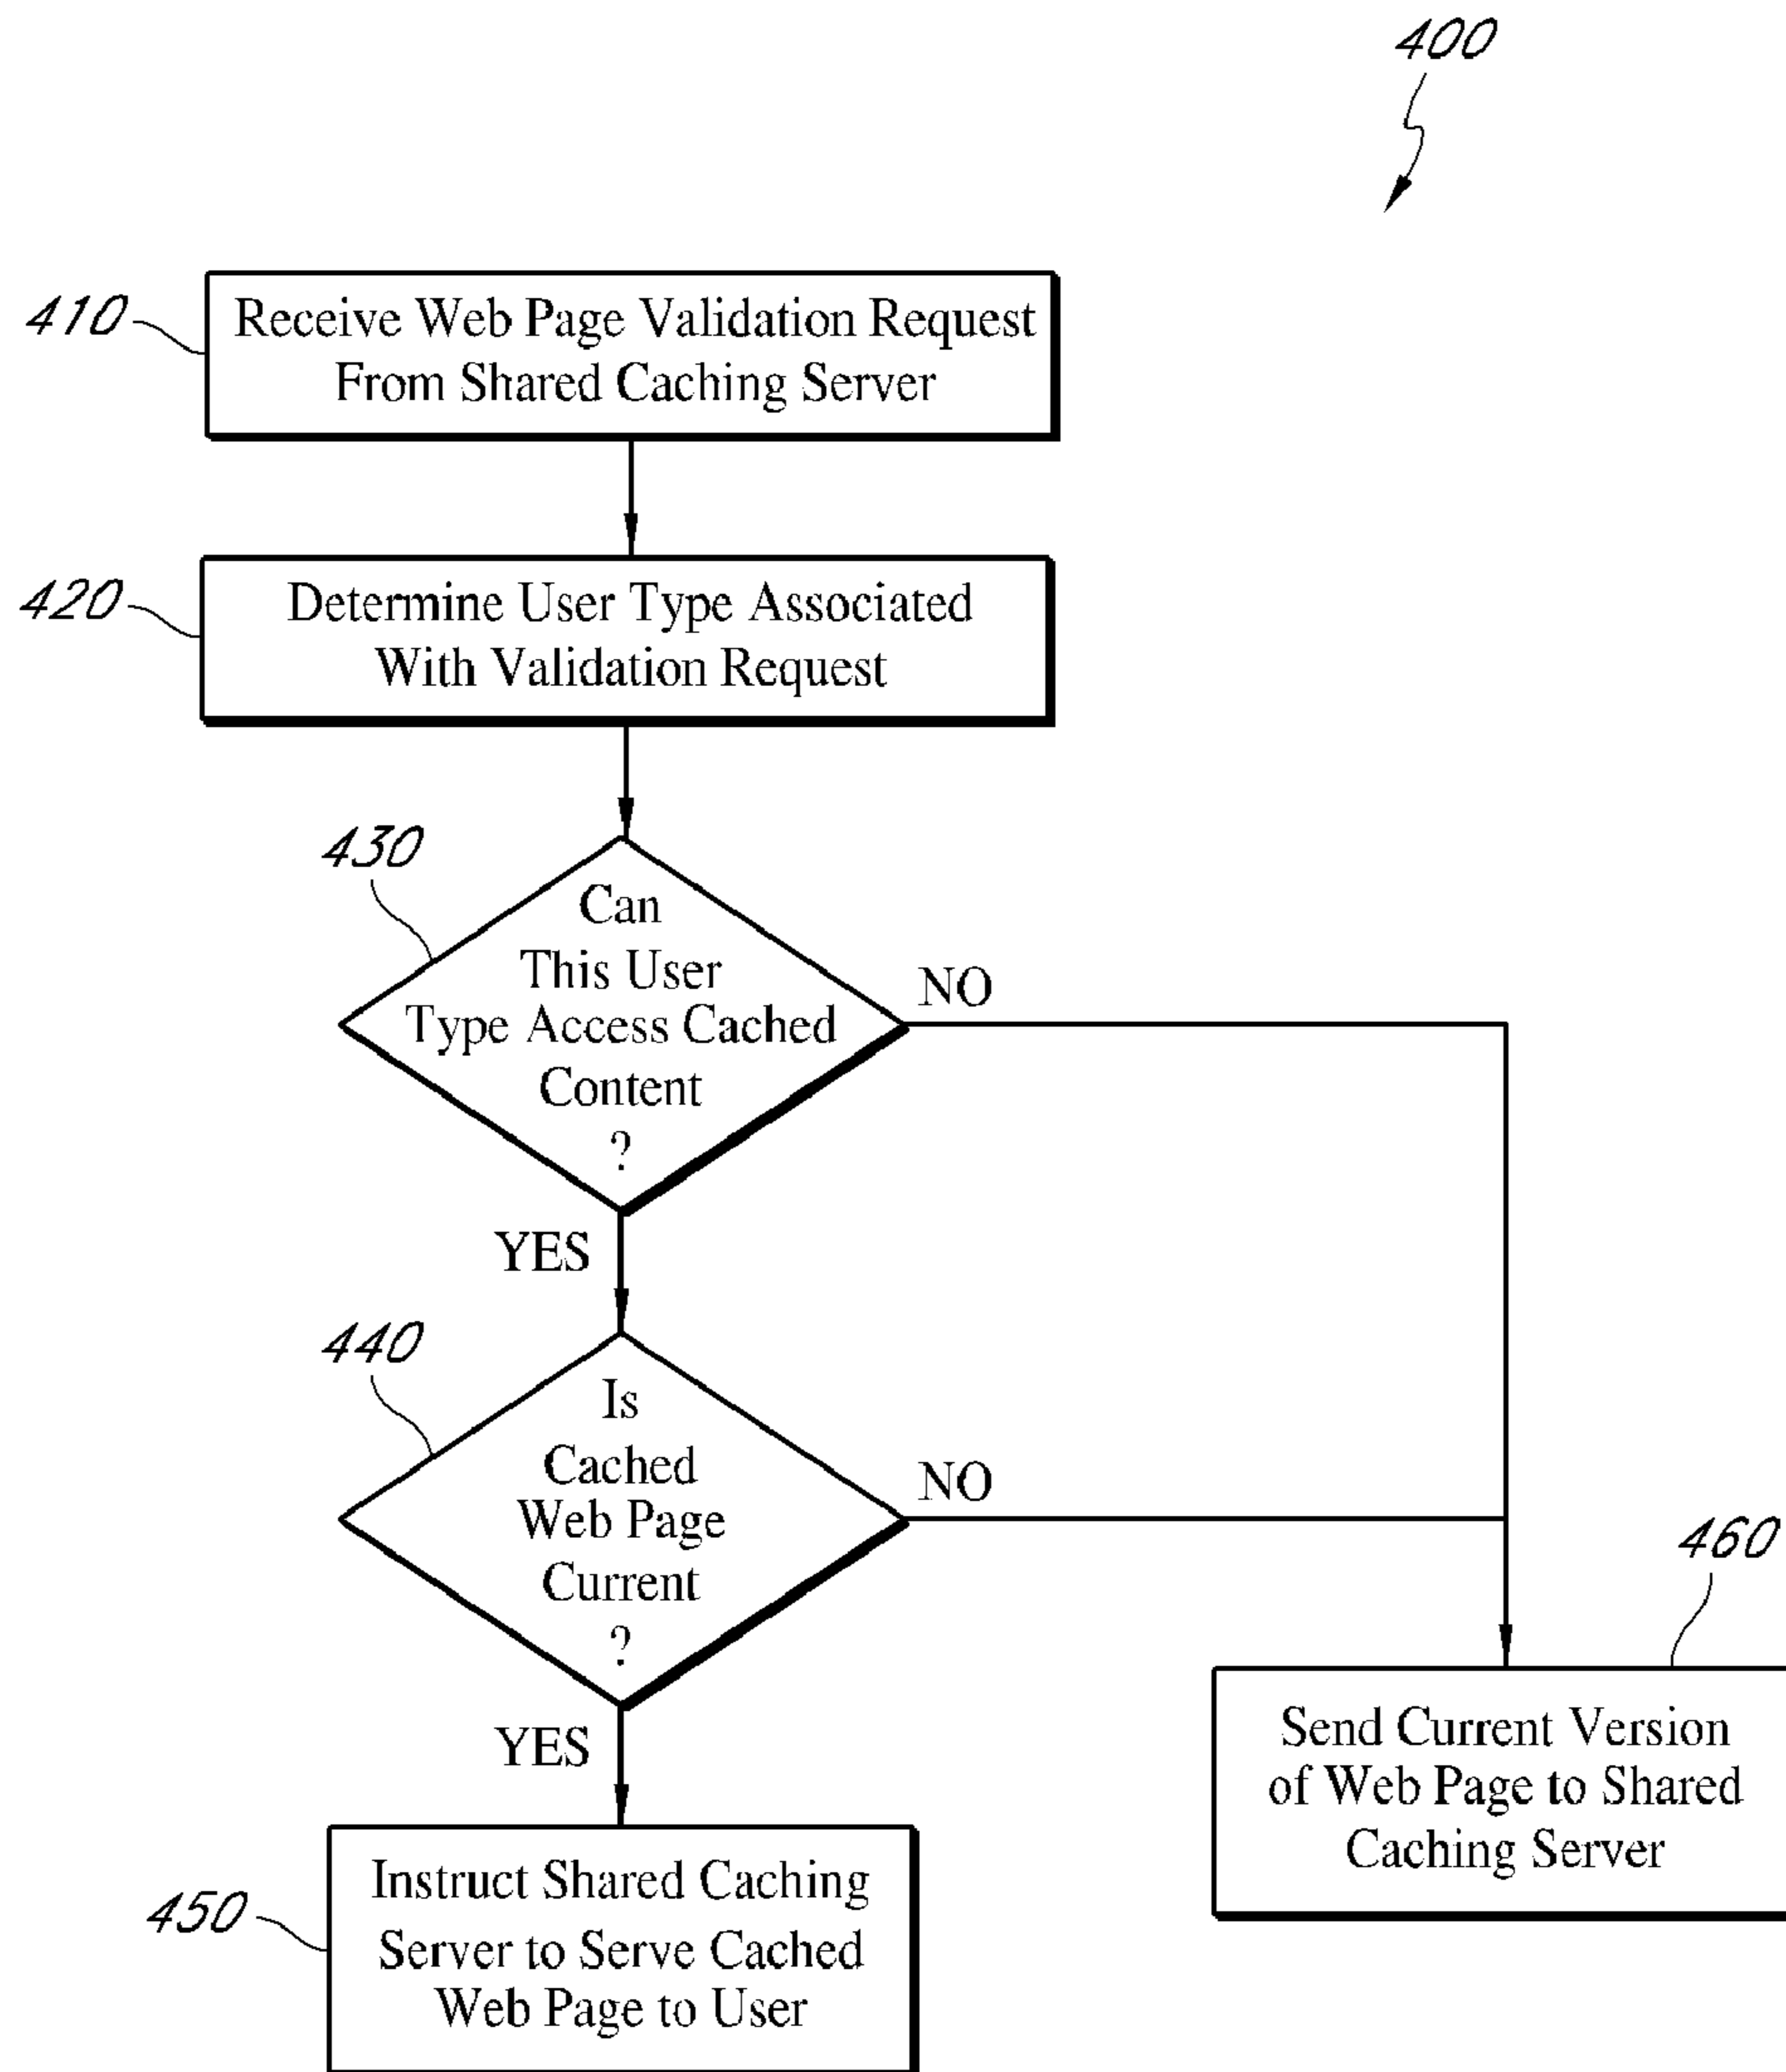 400
410
Receive Web Page Validation Request
From Shared Caching Server
420
Determine User Type Associated
With Validation Request
430
Can
This User
Type Access Cached
Content
?
NO
YES
440
Is
Cached
Web Page
Current
?
NO
YES
460
Send Current Version
of Web Page to Shared
Caching Server
450
Instruct Shared Caching
Server to Serve Cached
Web Page to User